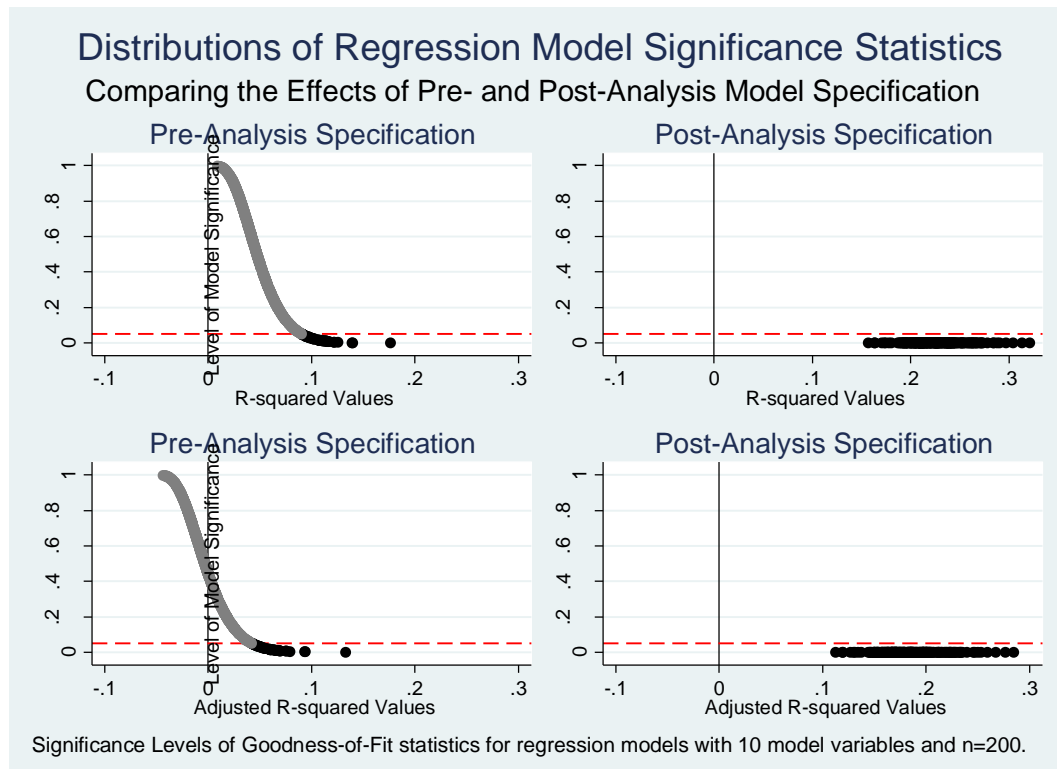 Distributions of Regression Model Significance Statistics
Comparing the Effects of Pre- and Post-Analysis Model Specification
Pre-Analysis Specification
Level of Model Significance
0 .2 .4 .6 .8 1
-.1 0 .1 .2 .3
R-squared Values
Post-Analysis Specification
0 .2 .4 .6 .8 1
-.1 0 .1 .2 .3
R-squared Values
Pre-Analysis Specification
Level of Model Significance
0 .2 .4 .6 .8 1
-.1 0 .1 .2 .3
Adjusted R-squared Values
Post-Analysis Specification
0 .2 .4 .6 .8 1
-.1 0 .1 .2 .3
Adjusted R-squared Values
Significance Levels of Goodness-of-Fit statistics for regression models with 10 model variables and n=200.